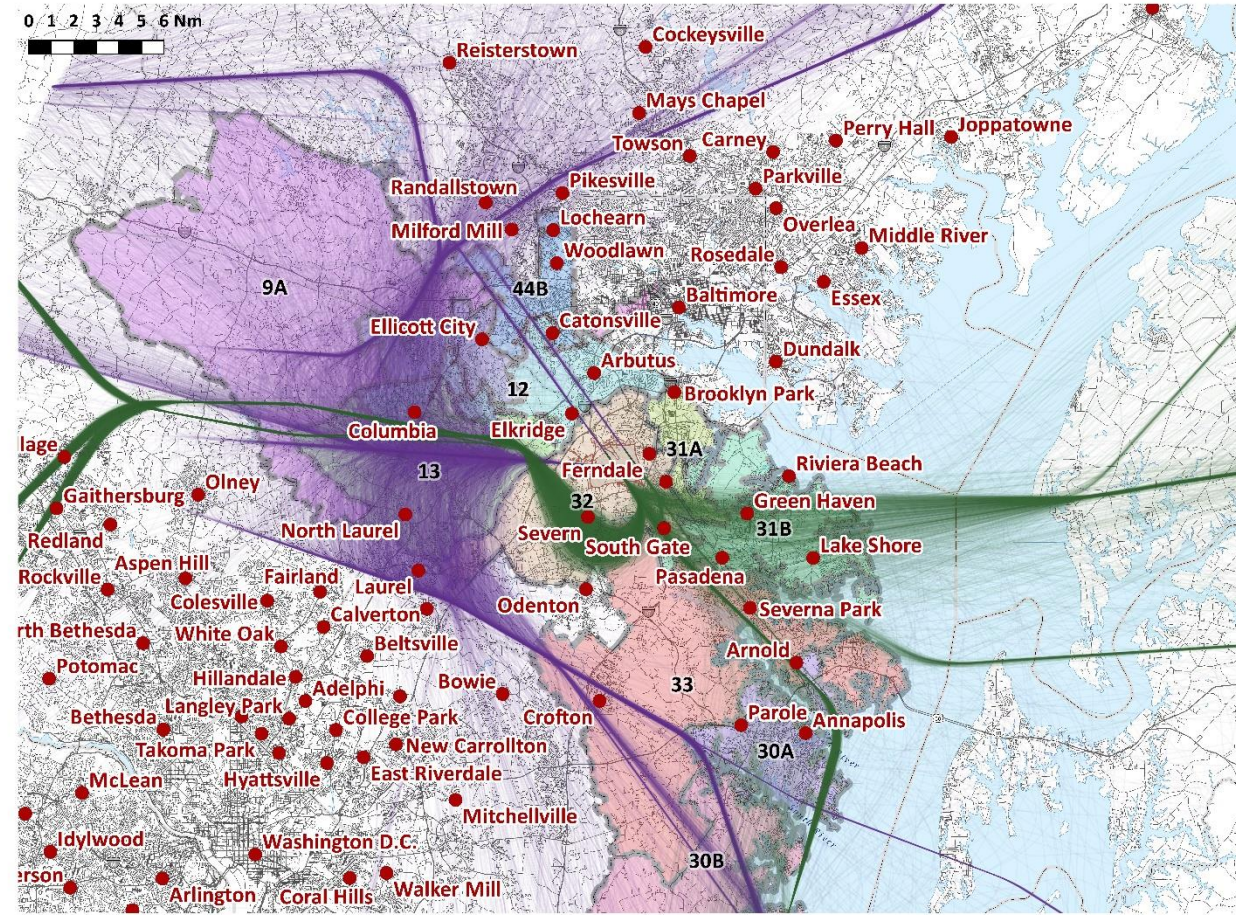 0 1 2 3 4 5 6 Nm
Cockeysville
Reisterstown
Mays Chapel
Perry Hall
Joppatowne
Towson
Carney
Randallstown
Pikesville
Parkville
Milford Mill
Lochearn
Overlea
Middle River
Woodlawn
Rosedale
9A
44B
Baltimore
Essex
Ellicott City
Catonsville
Dundalk
Arbutus
12
Brooklyn Park
Columbia
Elkridge
31A
llage
13
Ferndale
Riviera Beach
Gaithersburg
Olney
32
Green Haven
North Laurel
Severn
31B
Redland
South Gate
Lake Shore
Aspen Hill
Rockville
Fairland
Laurel
Pasadena
Colesville
Calverton
Odenton
Severna Park
rth Bethesda
White Oak
Beltsville
Arnold
Potomac
Hillandale
Adelphi
Bowie
33
Langley Park
Bethesda
College Park
Crofton
Parole
Annapolis
Takoma Park
New Carrollton
30A
Hyattsville
East Riverdale
McLean
Mitchellville
Idylwood
Washington D.C.
30B
erson
Arlington
Coral Hills
Walker Mill